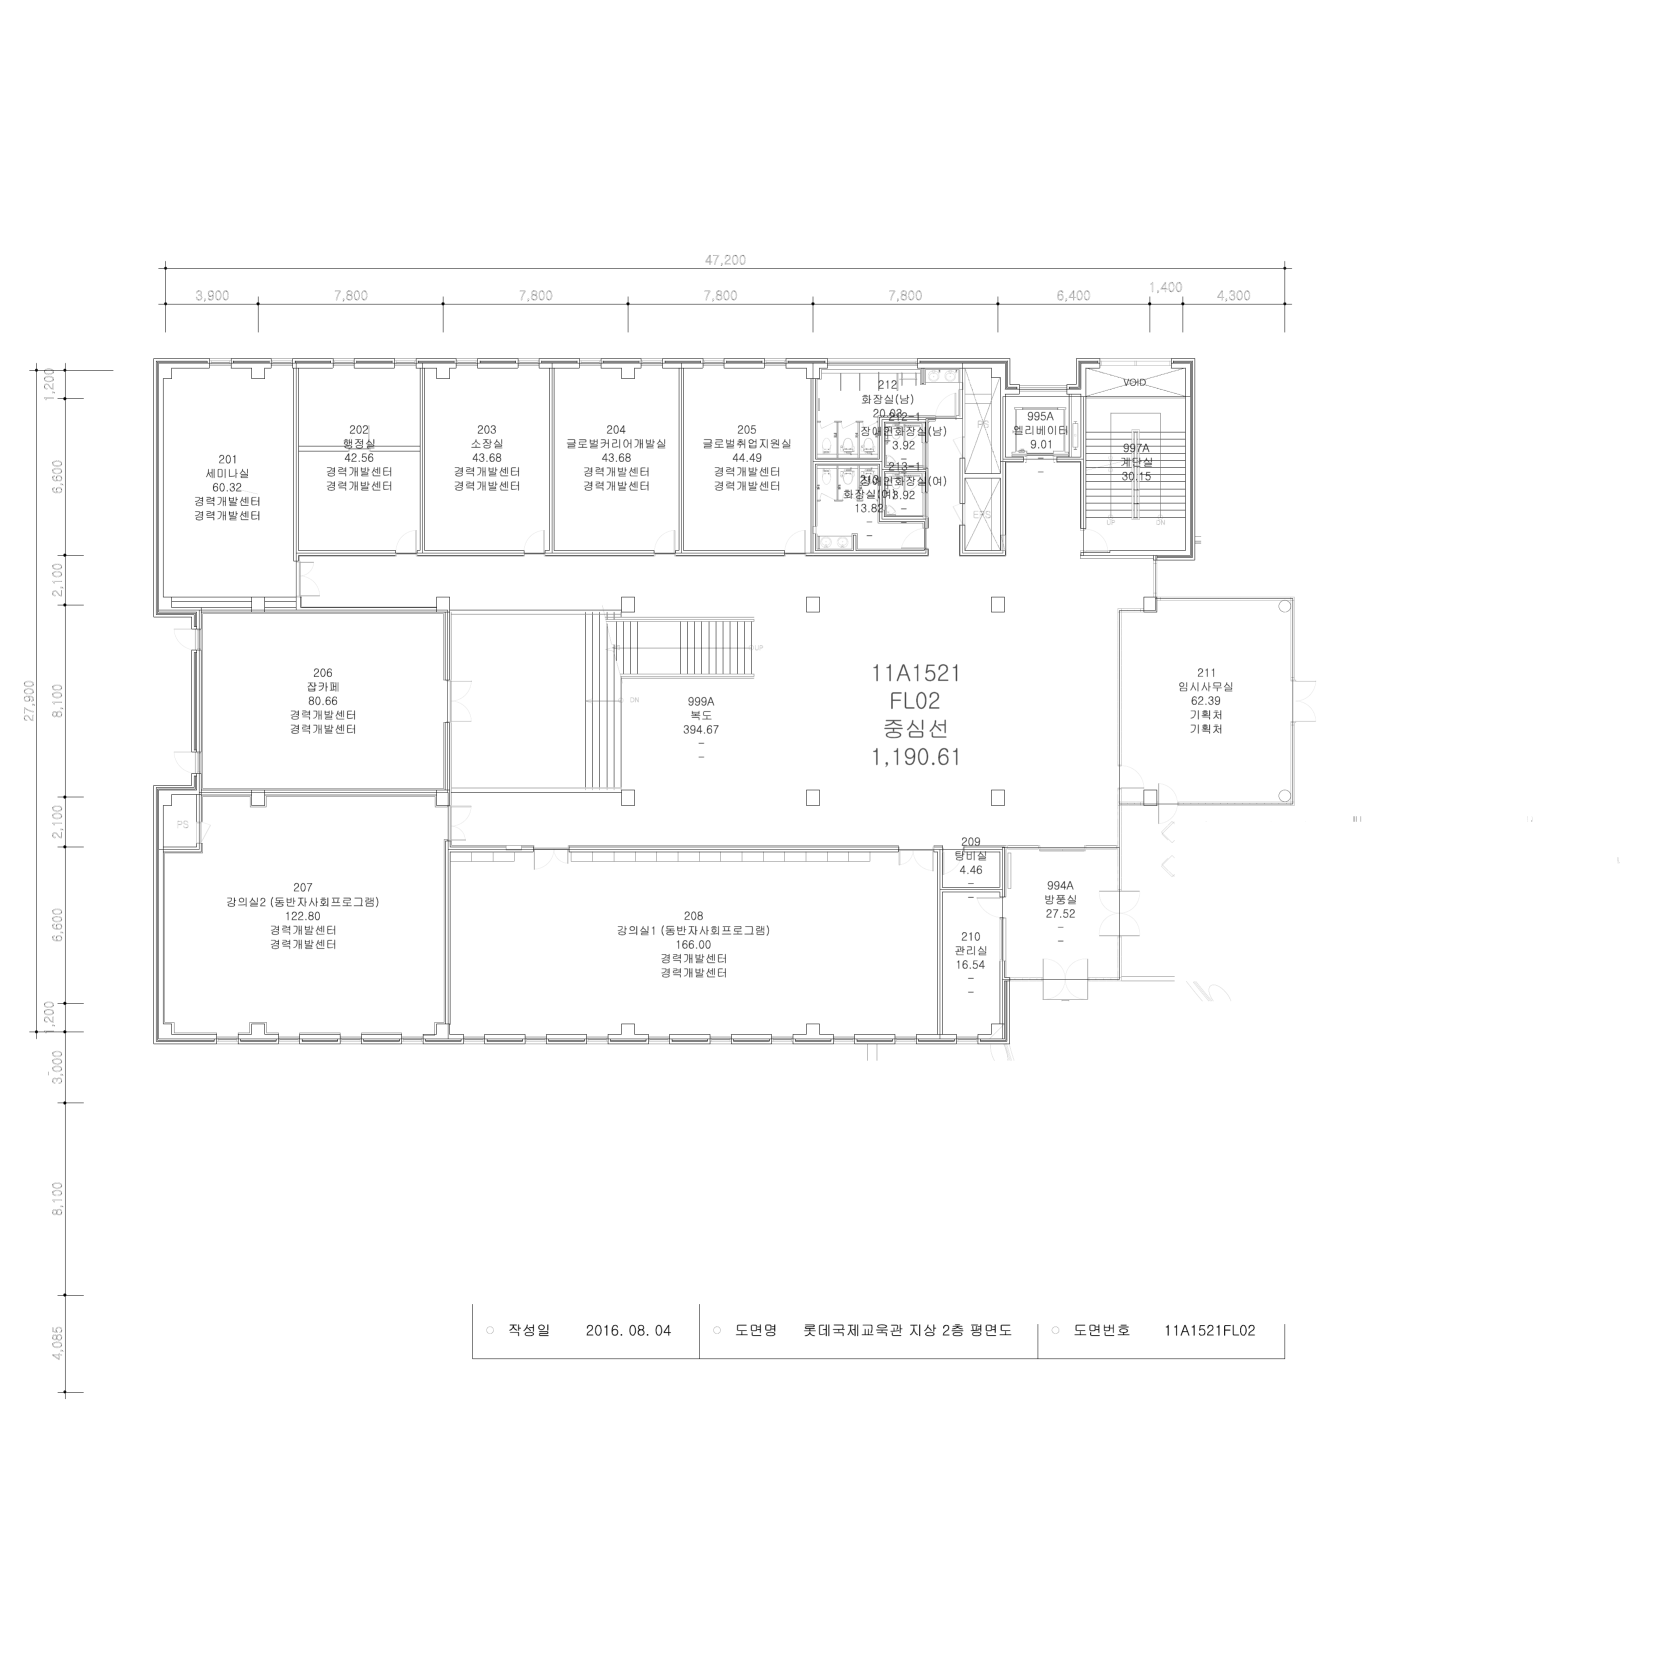 47,200
3,900
7,800
7,800
7,800
7,800
6,400
1,400
4,300
27,900
1,200
6,600
2,100
8,100
2,100
6,600
1,200
3,000
8,100
4,085
201
세미나실
60.32
경력개발센터
경력개발센터
202
행정실
42.56
경력개발센터
경력개발센터
203
소장실
43.68
경력개발센터
경력개발센터
204
글로벌커리어개발실
43.68
경력개발센터
경력개발센터
205
글로벌취업지원실
44.49
경력개발센터
경력개발센터
212
화장실(남)
20.02
212-1
장애인화장실(남)
3.92
–
213-1
장애인화장실(여)
3.92
–
화장실(여)
13.82
–
–
PS
EPS
995A
엘리베이터
9.01
–
VOID
997A
계단실
30.15
UP
DN
206
잡카페
80.66
경력개발센터
경력개발센터
UP
DN
999A
복도
394.67
–
–
11A1521
FL02
중심선
1,190.61
211
임시사무실
62.39
기획처
기획처
PS
207
강의실2 (동반자사회프로그램)
122.80
경력개발센터
경력개발센터
208
강의실1 (동반자사회프로그램)
166.00
경력개발센터
경력개발센터
209
탕비실
4.46
–
–
210
관리실
16.54
–
–
994A
방풍실
27.52
–
–
작성일 2016. 08. 04 도면명 롯데국제교육관 지상 2층 평면도 도면번호 11A1521FL02